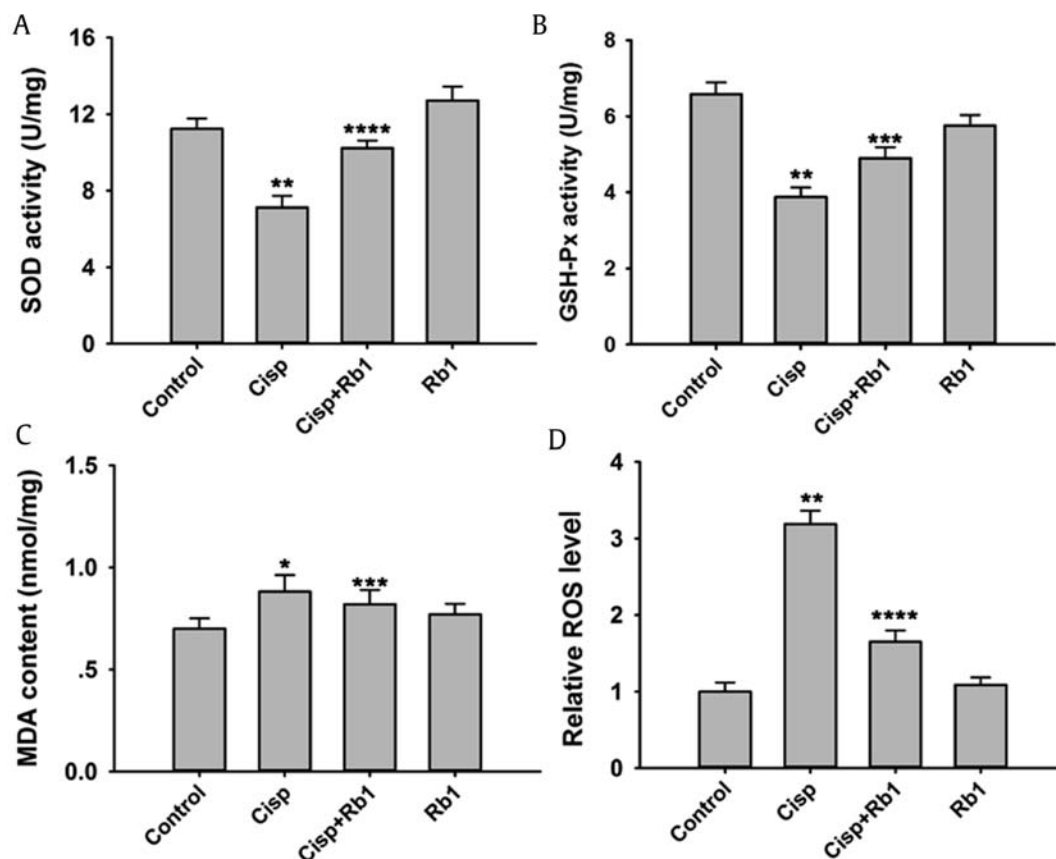 A
SOD activity (U/mg)
16
12
8
4
0
**
****
Control
Cisp
Cisp+Rb1
Rb1
B
GSH-Px activity (U/mg)
8
6
4
2
0
**
***
Control
Cisp
Cisp+Rb1
Rb1
C
MDA content (nmol/mg)
1.5
1.0
.5
0.0
*
***
Control
Cisp
Cisp+Rb1
Rb1
D
Relative ROS level
4
3
2
1
0
**
****
Control
Cisp
Cisp+Rb1
Rb1